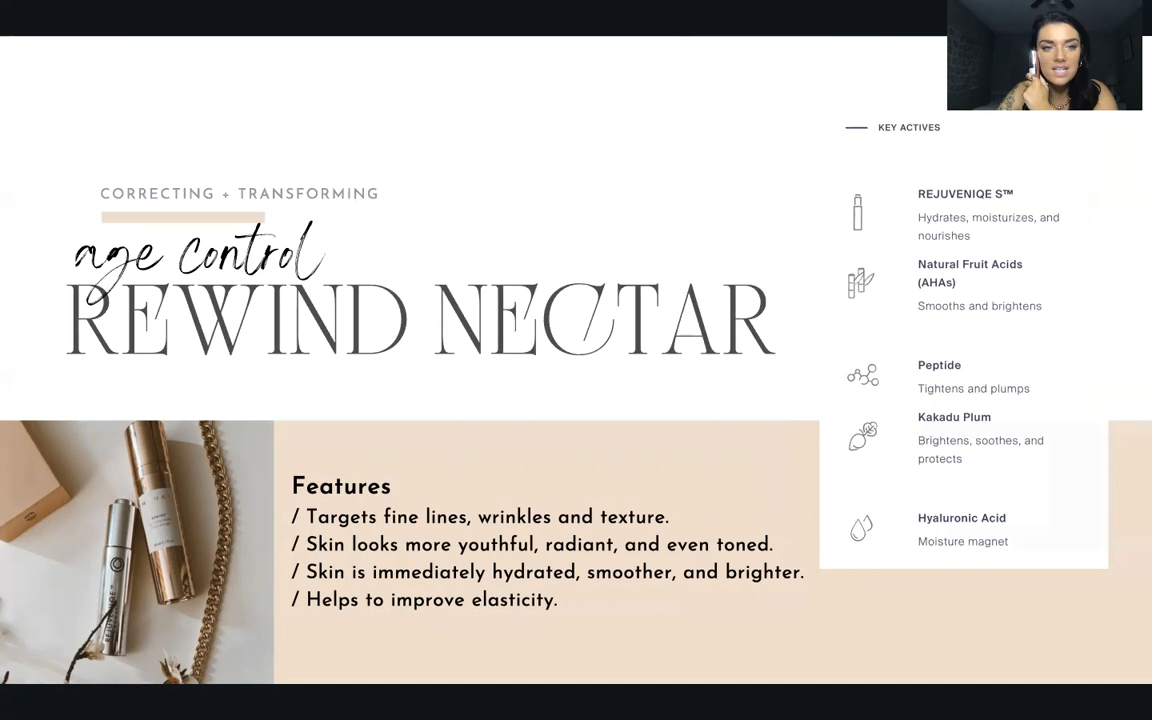 CORRECTING + TRANSFORMING
age control
REWIND NECTAR
KEY ACTIVES
REJUVENIQE S™
Hydrates, moisturizes, and
nourishes
Natural Fruit Acids
(AHAs)
Smooths and brightens
Peptide
Tightens and plumps
Kakadu Plum
Brightens, soothes, and
protects
Hyaluronic Acid
Moisture magnet
Features
/ Targets fine lines, wrinkles and texture.
/ Skin looks more youthful, radiant, and even toned.
/ Skin is immediately hydrated, smoother, and brighter.
/ Helps to improve elasticity.